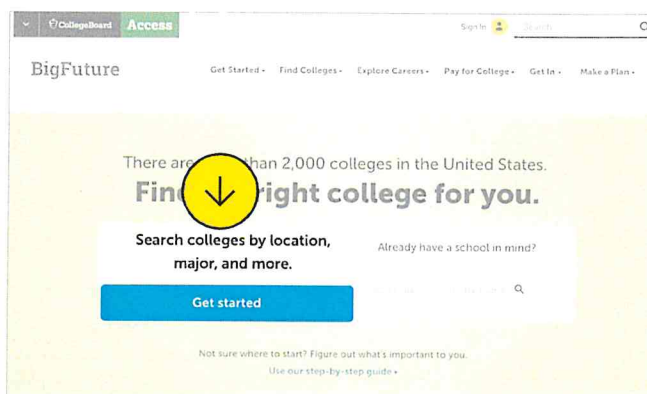 CollegeBoard Access Sign In Search
BigFuture Get Started Find Colleges Explore Careers Pay for College Get In Make a Plan
There are than 2,000 colleges in the United States.
right college for you.
Search colleges by location,
major, and more.
Already have a school in mind?
Get started
Not sure where to start? Figure out what's important to you.
Use our step-by-step guide